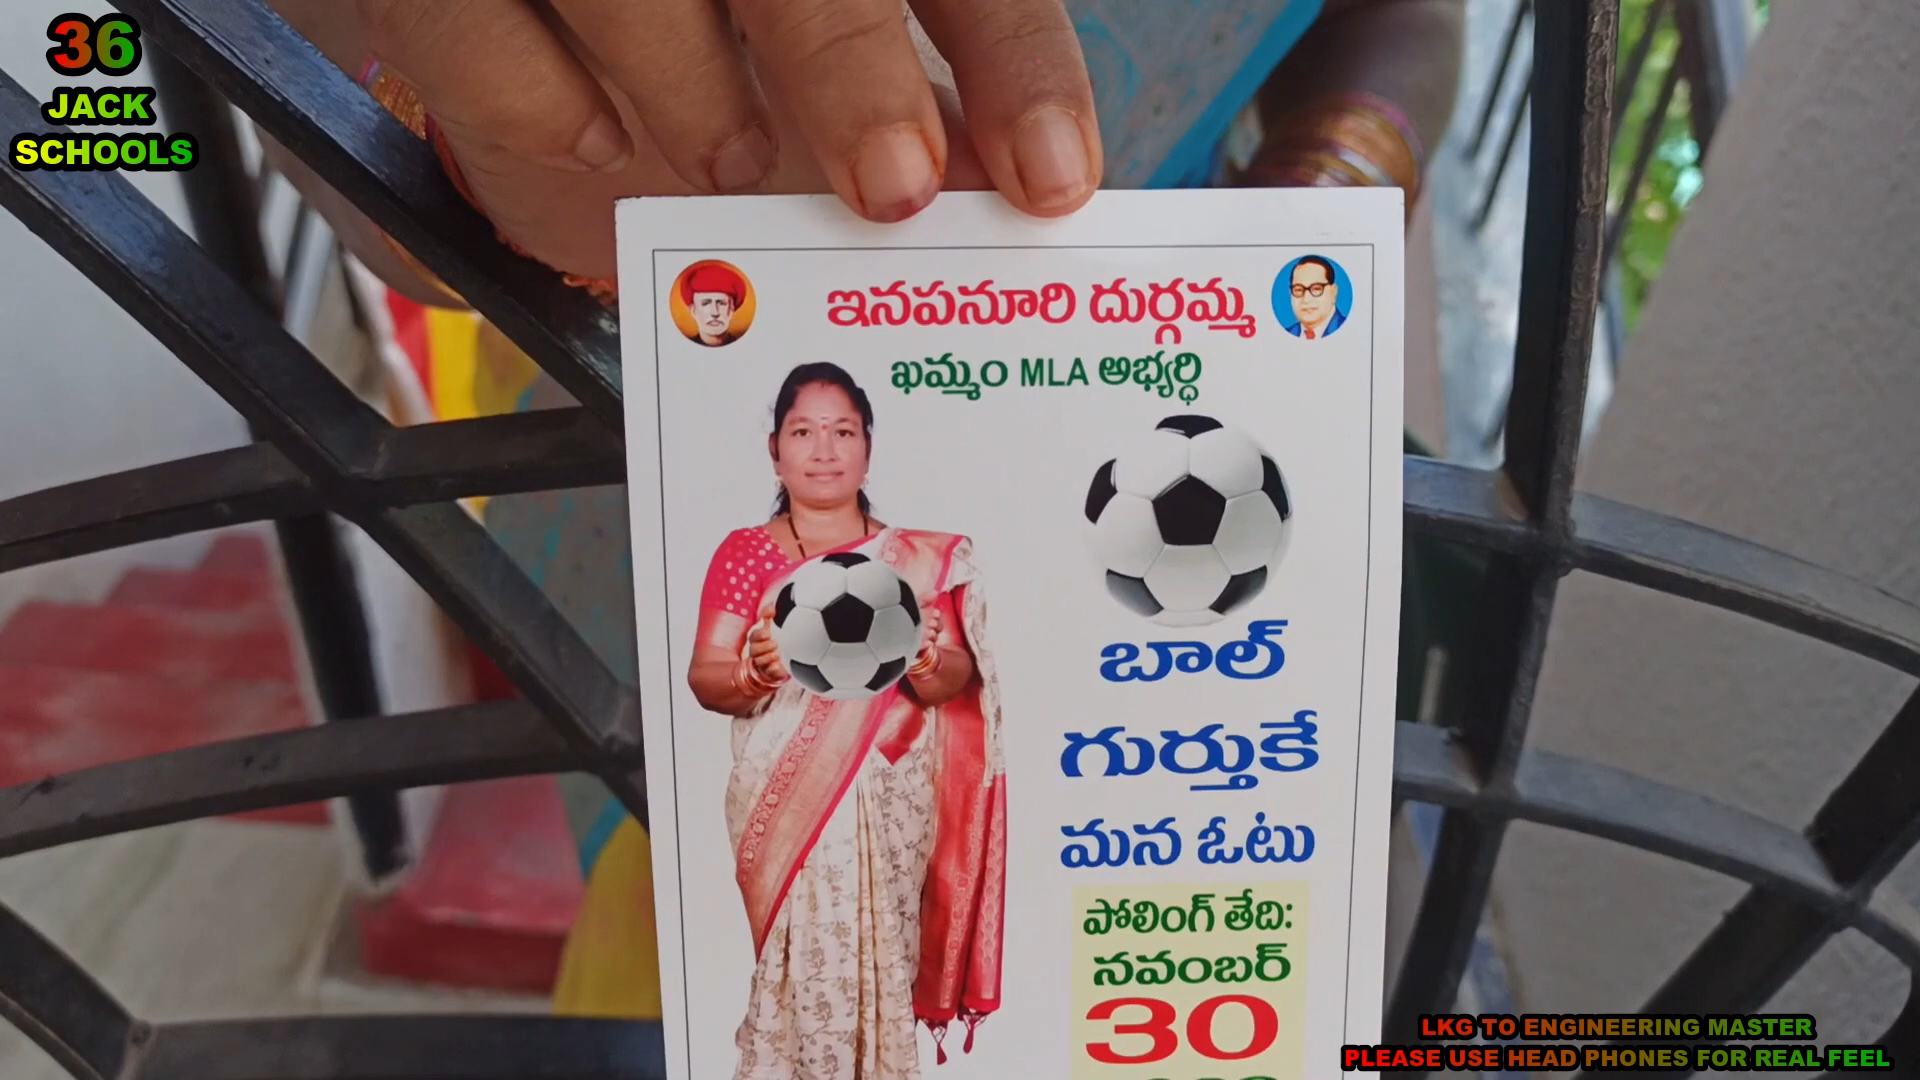 36
JACK
SCHOOLS
ఇనపనూరి దుర్గమ్మ
ఖమ్మం MLA అభ్యర్ధి
బాల్
గుర్తుకే
మన ఓటు
పోలింగ్ తేది:
నవంబర్
30
LKG TO ENGINEERING MASTER
PLEASE USE HEAD PHONES FOR REAL FEEL